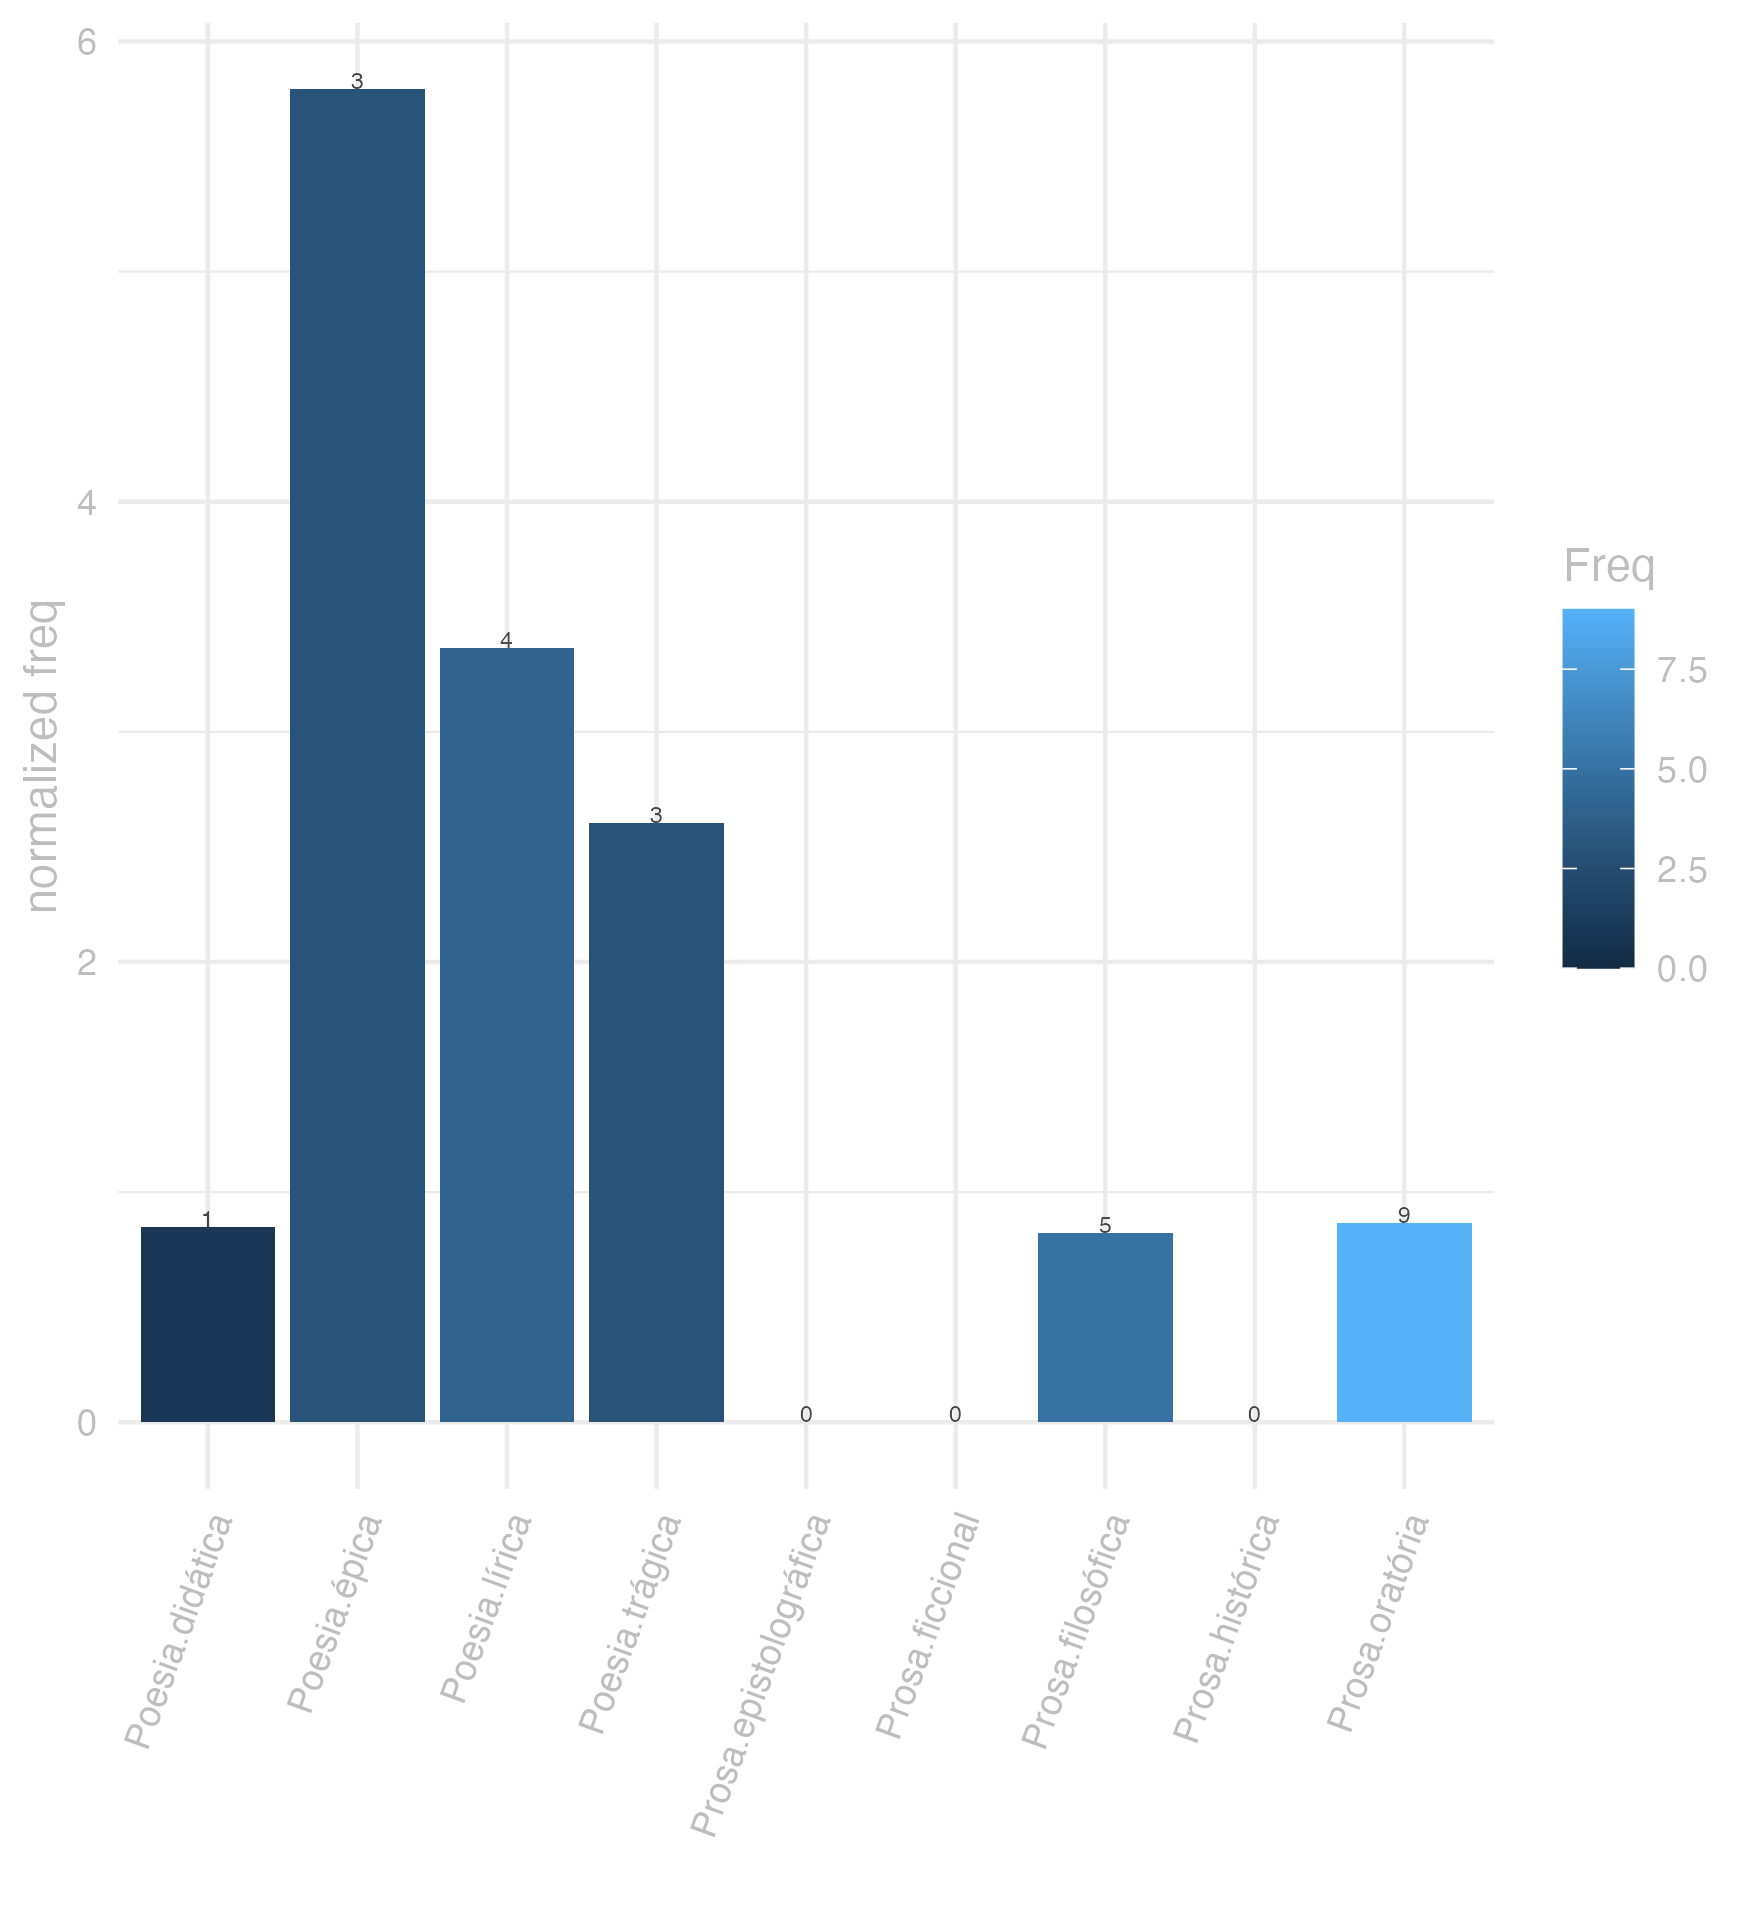 6
4
2
0
normalized freq
3
4
3
1
0
0
5
0
9
Poesia.didática
Poesia.épica
Poesia.lírica
Poesia.trágica
Prosa.epistolográfica
Prosa.ficcional
Prosa.filosófica
Prosa.histórica
Prosa.oratória
Freq
7.5
5.0
2.5
0.0